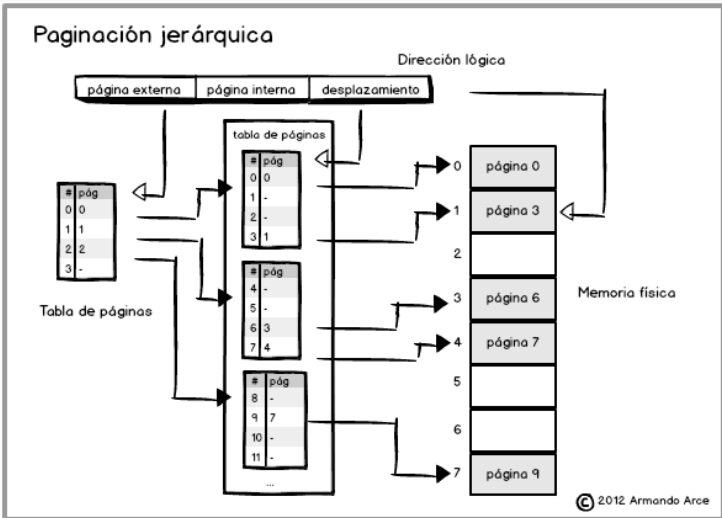 Paginación jerárquica
Dirección lógica
página externa página interna desplazamiento
tabla de páginas
# pág
0 0
1 -
2 -
3 1
# pág
4 -
5 -
6 3
7 4
# pág
8 -
9 7
10 -
11 -
...
# pág
0 0
1 1
2 2
3 -
Tabla de páginas
0 página 0
1 página 3
2
3 página 6
4 página 7
5
6
7 página 9
Memoria física
© 2012 Armando Arce